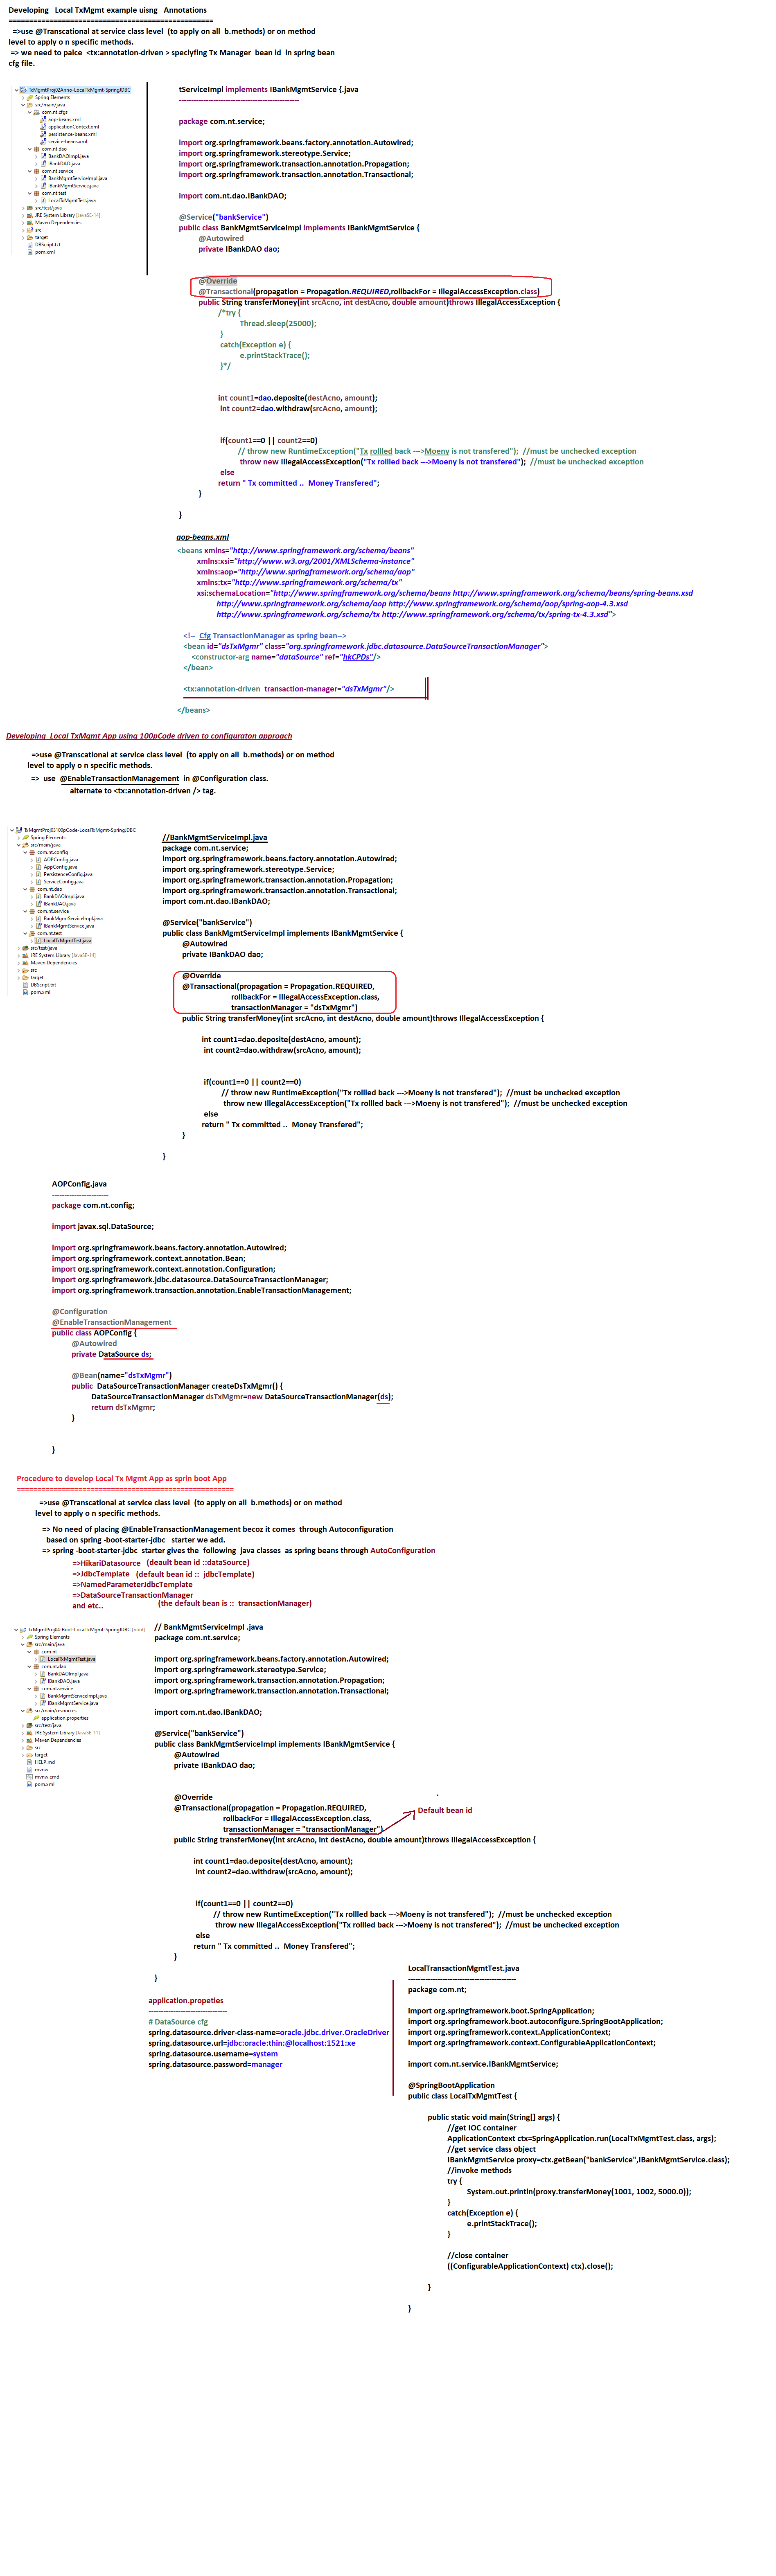 Developing Local TxMgmt example uisng Annotations
==================================================
=>use @Transcational at service class level (to apply on all b.methods) or on method
level to apply o n specific methods.
=> we need to palce <tx:annotation-driven > speciyfing Tx Manager bean id in spring bean
cfg file.
TxMgmtProj02Anno-LocalTxMgmt-SpringJDBC
Spring Elements
src/main/java
com.nt.cfgs
aop-beans.xml
applicationContext.xml
persistence-beans.xml
service-beans.xml
com.nt.dao
BankDAOImpl.java
IBankDAO.java
com.nt.service
BankMgmtServiceImpl.java
IBankMgmtService.java
com.nt.test
LocalTxMgmtTest.java
src/test/java
JRE System Library [JavaSE-14]
Maven Dependencies
src
target
DBScript.txt
pom.xml
tServiceImpl implements IBankMgmtService {.java
-------------------------------------------------
package com.nt.service;
import org.springframework.beans.factory.annotation.Autowired;
import org.springframework.stereotype.Service;
import org.springframework.transaction.annotation.Propagation;
import org.springframework.transaction.annotation.Transactional;
import com.nt.dao.IBankDAO;
@Service("bankService")
public class BankMgmtServiceImpl implements IBankMgmtService {
@Autowired
private IBankDAO dao;
@Override
@Transactional(propagation = Propagation.REQUIRED,rollbackFor = IllegalAccessException.class)
public String transferMoney(int srcAcno, int destAcno, double amount)throws IllegalAccessException {
/*try {
Thread.sleep(25000);
}
catch(Exception e) {
e.printStackTrace();
}*/
int count1=dao.deposite(destAcno, amount);
int count2=dao.withdraw(srcAcno, amount);
if(count1==0 || count2==0)
// throw new RuntimeException("Tx rollled back --->Moeny is not transfered"); //must be unchecked exception
throw new IllegalAccessException("Tx rollled back --->Moeny is not transfered"); //must be unchecked exception
else
return " Tx committed .. Money Transfered";
}
}
aop-beans.xml
<beans xmlns="http://www.springframework.org/schema/beans"
xmlns:xsi="http://www.w3.org/2001/XMLSchema-instance"
xmlns:aop="http://www.springframework.org/schema/aop"
xmlns:tx="http://www.springframework.org/schema/tx"
xsi:schemaLocation="http://www.springframework.org/schema/beans http://www.springframework.org/schema/beans/spring-beans.xsd
http://www.springframework.org/schema/aop http://www.springframework.org/schema/aop/spring-aop-4.3.xsd
http://www.springframework.org/schema/tx http://www.springframework.org/schema/tx/spring-tx-4.3.xsd">
<!-- Cfg TransactionManager as spring bean-->
<bean id="dsTxMgr" class="org.springframework.jdbc.datasource.DataSourceTransactionManager">
<constructor-arg name="dataSource" ref="hkCPDs"/>
</bean>
<tx:annotation-driven transaction-manager="dsTxMgmr"/>
</beans>
Developing Local TxMgmt App using 100pCode driven to configuraton approach
=>use @Transcational at service class level (to apply on all b.methods) or on method
level to apply o n specific methods.
=> use @EnableTransactionManagement in @Configuration class.
alternate to <tx:annotation-driven /> tag.
TxMgmtProj03100pCode-LocalTxMgmt-SpringJDBC
Spring Elements
src/main/java
com.nt.config
AOPConfig.java
AppConfig.java
PersistenceConfig.java
ServiceConfig.java
com.nt.dao
BankDAOImpl.java
IBankDAO.java
com.nt.service
BankMgmtServiceImpl.java
IBankMgmtService.java
com.nt.test
LocalTxMgmtTest.java
src/test/java
JRE System Library [JavaSE-14]
Maven Dependencies
src
target
DBScript.txt
pom.xml
//BankMgmtServiceImpl.java
package com.nt.service;
import org.springframework.beans.factory.annotation.Autowired;
import org.springframework.stereotype.Service;
import org.springframework.transaction.annotation.Propagation;
import org.springframework.transaction.annotation.Transactional;
import com.nt.dao.IBankDAO;
@Service("bankService")
public class BankMgmtServiceImpl implements IBankMgmtService {
@Autowired
private IBankDAO dao;
@Override
@Transactional(propagation = Propagation.REQUIRED,
rollbackFor = IllegalAccessException.class,
transactionManager = "dsTxMgmr")
public String transferMoney(int srcAcno, int destAcno, double amount)throws IllegalAccessException {
int count1=dao.deposite(destAcno, amount);
int count2=dao.withdraw(srcAcno, amount);
if(count1==0 || count2==0)
// throw new RuntimeException("Tx rollled back --->Moeny is not transfered"); //must be unchecked exception
throw new IllegalAccessException("Tx rollled back --->Moeny is not transfered"); //must be unchecked exception
else
return " Tx committed .. Money Transfered";
}
}
AOPConfig.java
-----------------------
package com.nt.config;
import javax.sql.DataSource;
import org.springframework.beans.factory.annotation.Autowired;
import org.springframework.context.annotation.Bean;
import org.springframework.context.annotation.Configuration;
import org.springframework.jdbc.datasource.DataSourceTransactionManager;
import org.springframework.transaction.annotation.EnableTransactionManagement;
@Configuration
@EnableTransactionManagement
public class AOPConfig {
@Autowired
private DataSource ds;
@Bean(name="dsTxMgmr")
public DataSourceTransactionManager createDsTxMgmr() {
DataSourceTransactionManager dsTxMgmr=new DataSourceTransactionManager(ds);
return dsTxMgmr;
}
}
Procedure to develop Local Tx Mgmt App as sprin boot App
=====================================================
=>use @Transcational at service class level (to apply on all b.methods) or on method
level to apply o n specific methods.
=> No need of placing @EnableTransactionManagement becoz it comes through Autoconfiguration
based on spring -boot-starter-jdbc starter we add.
=> spring -boot-starter-jdbc starter gives the following java classes as spring beans through AutoConfiguration
=>HikariDatasource (deault bean id ::dataSource)
=>JdbcTemplate (default bean id :: jdbcTemplate)
=>NamedParameterJdbcTemplate
=>DataSourceTransactionManager
and etc.. (the default bean is :: transactionManager)
TxMgmtProj04-Boot-LocalTxMgmt-SpringJDBC [boot]
Spring Elements
src/main/java
com.nt
LocalTxMgmtTest.java
com.nt.dao
BankDAOImpl.java
IBankDAO.java
com.nt.service
BankMgmtServiceImpl.java
IBankMgmtService.java
src/main/resources
application.properties
src/test/java
JRE System Library [JavaSE-11]
Maven Dependencies
src
target
HELP.md
mvnw
mvnw.cmd
pom.xml
// BankMgmtServiceImpl .java
package com.nt.service;
import org.springframework.beans.factory.annotation.Autowired;
import org.springframework.stereotype.Service;
import org.springframework.transaction.annotation.Propagation;
import org.springframework.transaction.annotation.Transactional;
import com.nt.dao.IBankDAO;
@Service("bankService")
public class BankMgmtServiceImpl implements IBankMgmtService {
@Autowired
private IBankDAO dao;
@Override
@Transactional(propagation = Propagation.REQUIRED,
rollbackFor = IllegalAccessException.class,
transactionManager = "transactionManager")
Default bean id
public String transferMoney(int srcAcno, int destAcno, double amount)throws IllegalAccessException {
int count1=dao.deposite(destAcno, amount);
int count2=dao.withdraw(srcAcno, amount);
if(count1==0 || count2==0)
// throw new RuntimeException("Tx rollled back --->Moeny is not transfered"); //must be unchecked exception
throw new IllegalAccessException("Tx rollled back --->Moeny is not transfered"); //must be unchecked exception
else
return " Tx committed .. Money Transfered";
}
}
application.propeties
--------------------------------
# DataSource cfg
spring.datasource.driver-class-name=oracle.jdbc.driver.OracleDriver
spring.datasource.url=jdbc:oracle:thin:@localhost:1521:xe
spring.datasource.username=system
spring.datasource.password=manager
LocalTransactionMgmtTest.java
--------------------------------------------
package com.nt;
import org.springframework.boot.SpringApplication;
import org.springframework.boot.autoconfigure.SpringBootApplication;
import org.springframework.context.ApplicationContext;
import org.springframework.context.ConfigurableApplicationContext;
import com.nt.service.IBankMgmtService;
@SpringBootApplication
public class LocalTxMgmtTest {
public static void main(String[] args) {
//get IOC container
ApplicationContext ctx=SpringApplication.run(LocalTxMgmtTest.class, args);
//get service class object
IBankMgmtService proxy=ctx.getBean("bankService",IBankMgmtService.class);
//invoke methods
try {
System.out.println(proxy.transferMoney(1001, 1002, 5000.0));
}
catch(Exception e) {
e.printStackTrace();
}
//close container
((ConfigurableApplicationContext) ctx).close();
}
}